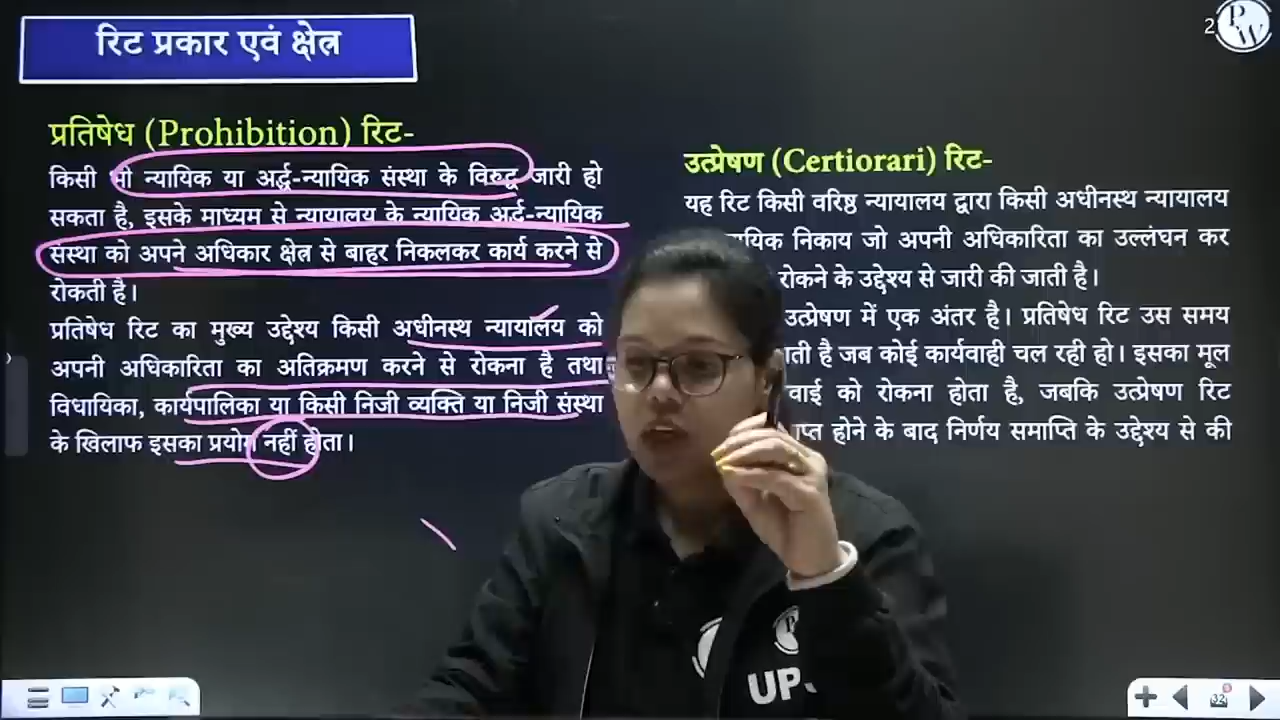 रिट प्रकार एवं क्षेत्र
2
PW
प्रतिषेध (Prohibition) रिट-
किसी भी न्यायिक या अर्द्ध-न्यायिक संस्था के विरुद्ध जारी हो
सकता है, इसके माध्यम से न्यायालय के न्यायिक अर्द्ध-न्यायिक
संस्था को अपने अधिकार क्षेत्र से बाहर निकलकर कार्य करने से
रोकती है।
प्रतिषेध रिट का मुख्य उद्देश्य किसी अधीनस्थ न्यायालय को
अपनी अधिकारिता का अतिक्रमण करने से रोकना है तथा
विधायिका, कार्यपालिका या किसी निजी व्यक्ति या निजी संस्था
के खिलाफ इसका प्रयोग नहीं होता।
उत्प्रेषण (Certiorari) रिट-
यह रिट किसी वरिष्ठ न्यायालय द्वारा किसी अधीनस्थ न्यायालय
निकाय जो अपनी अधिकारिता का उल्लंघन कर
रोकने के उद्देश्य से जारी की जाती है।
उत्प्रेषण में एक अंतर है। प्रतिषेध रिट उस समय
है जब कोई कार्यवाही चल रही हो। इसका मूल
को रोकना होता है, जबकि उत्प्रेषण रिट
होने के बाद निर्णय समाप्ति के उद्देश्य से की
UP
32